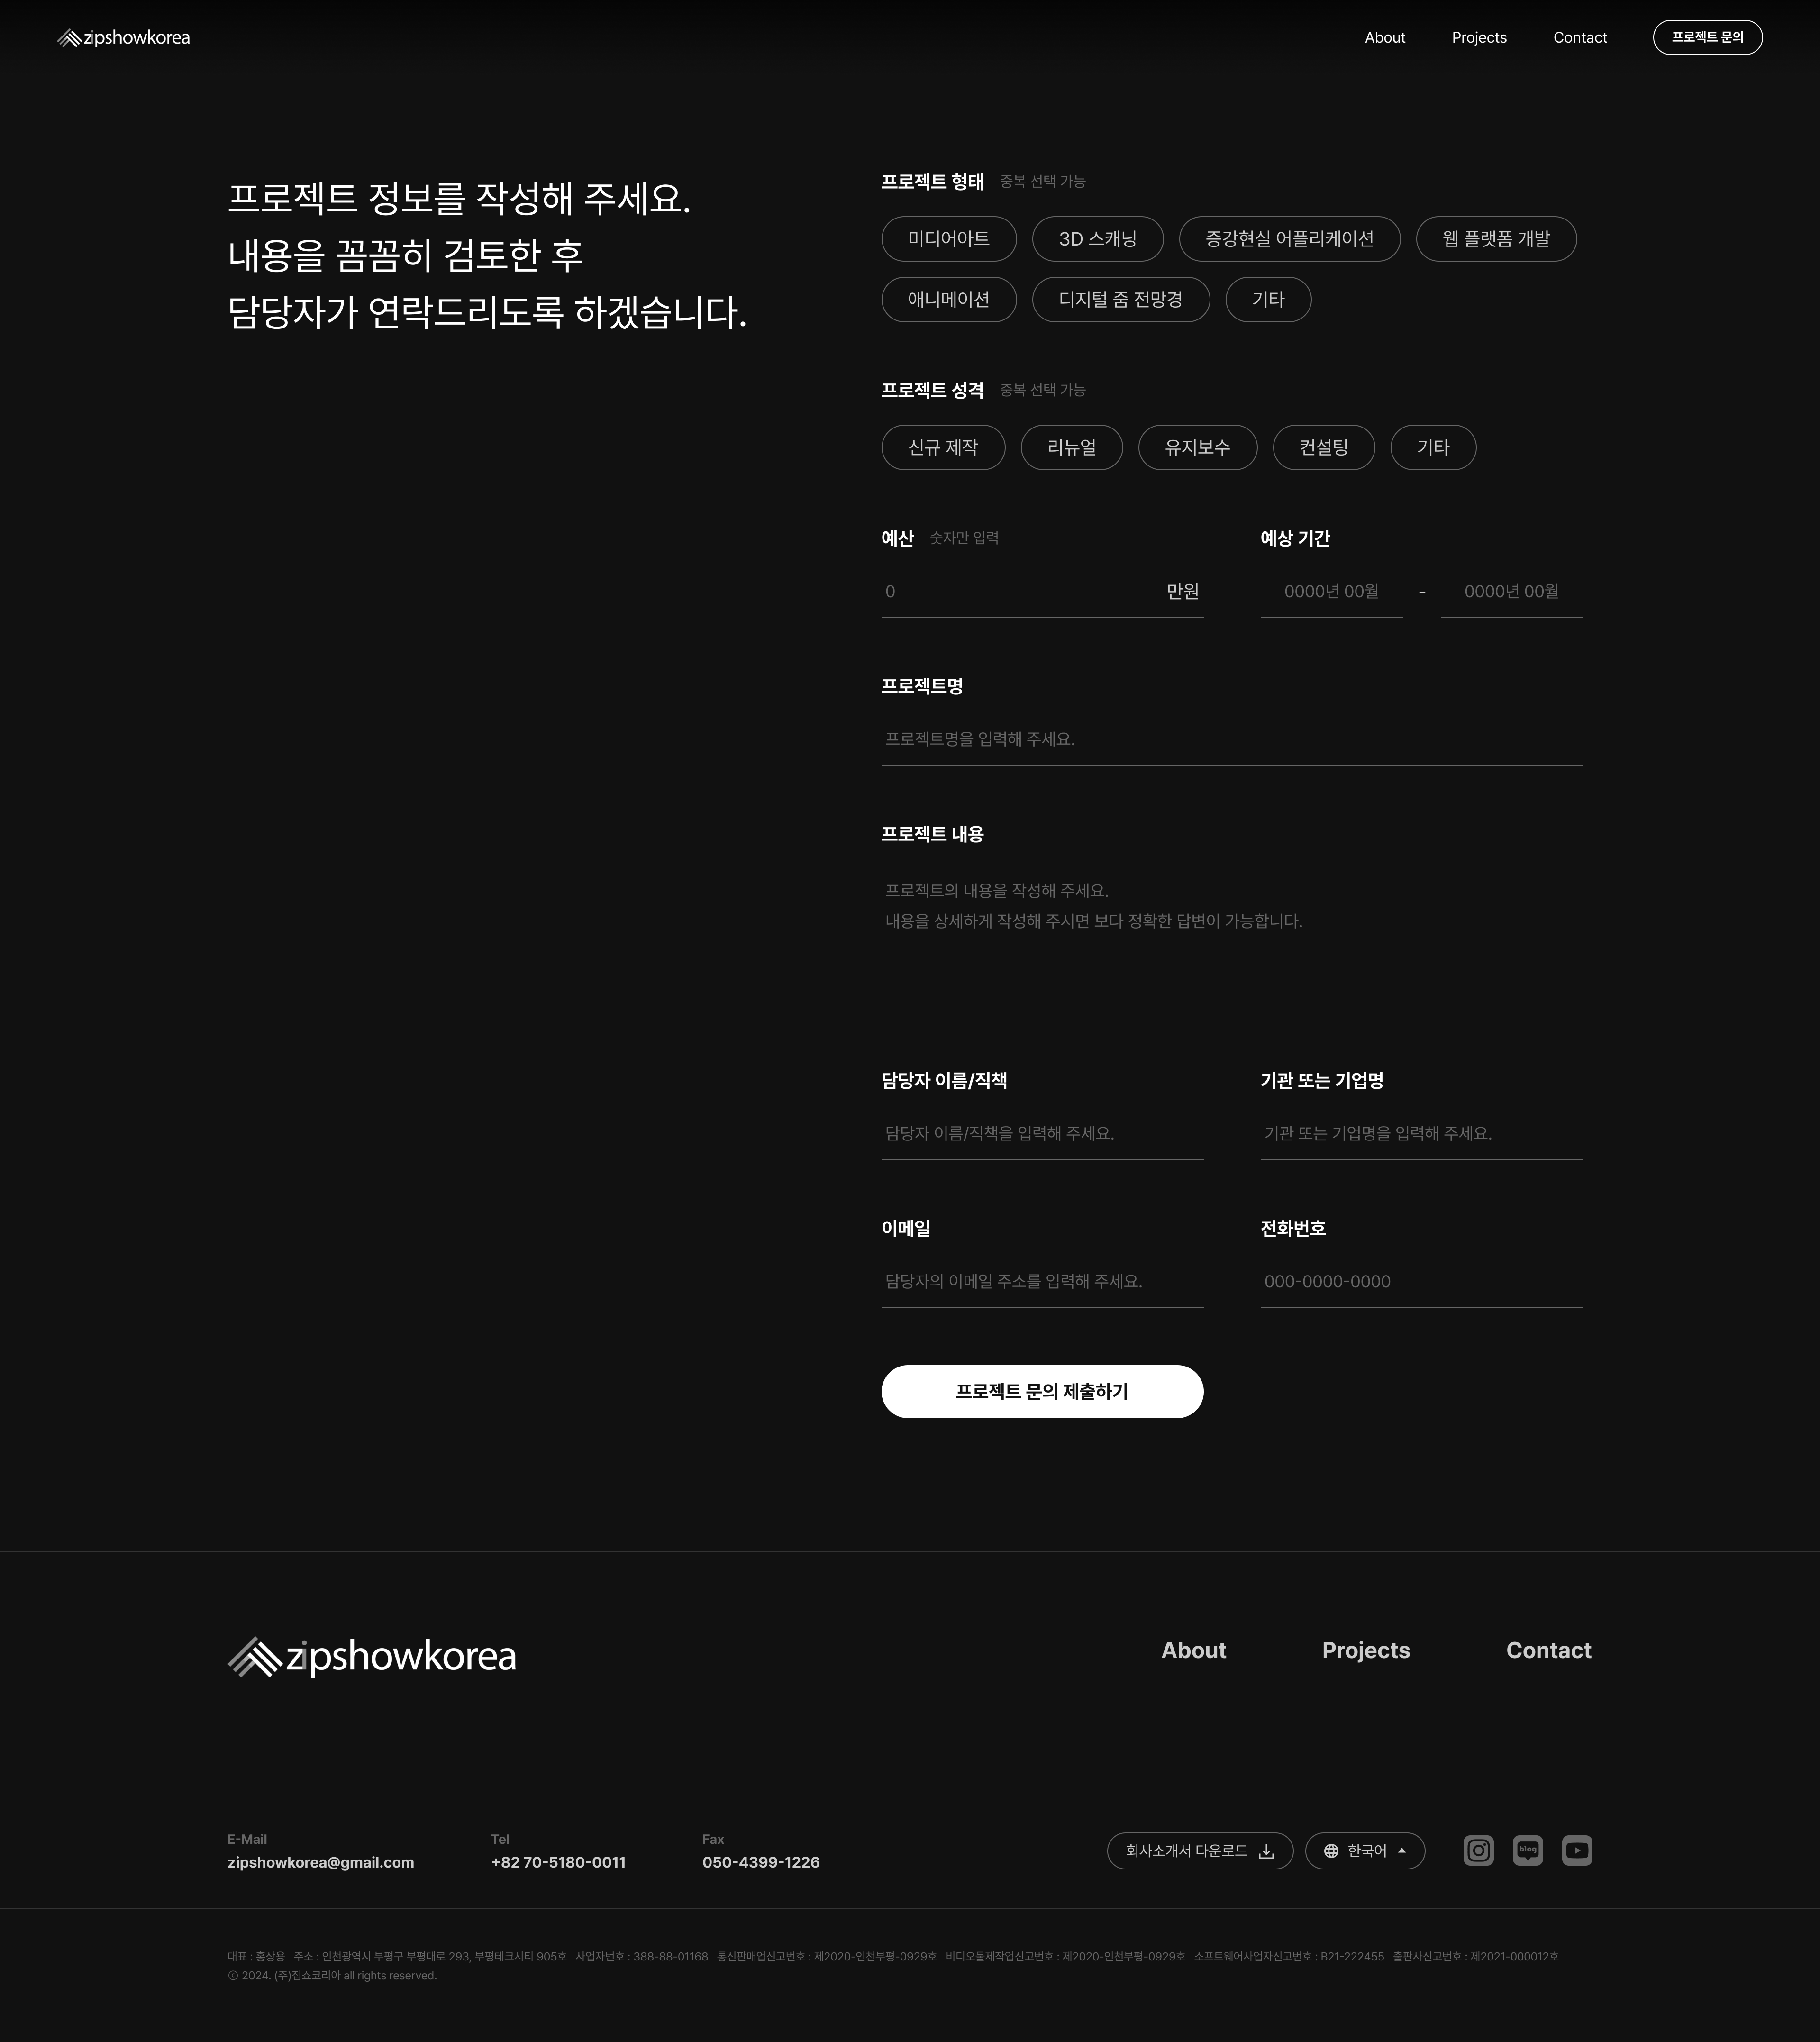 zipshowkorea
About Projects Contact 프로젝트 문의
프로젝트 정보를 작성해 주세요.
내용을 꼼꼼히 검토한 후
담당자가 연락드리도록 하겠습니다.
프로젝트 형태 중복 선택 가능
미디어아트 3D 스캐닝 증강현실 어플리케이션 웹 플랫폼 개발
애니메이션 디지털 줌 전망경 기타
프로젝트 성격 중복 선택 가능
신규 제작 리뉴얼 유지보수 컨설팅 기타
예산 숫자만 입력 예상 기간
0 만원 0000년 00월 - 0000년 00월
프로젝트명
프로젝트명을 입력해 주세요.
프로젝트 내용
프로젝트의 내용을 작성해 주세요.
내용을 상세하게 작성해 주시면 보다 정확한 답변이 가능합니다.
담당자 이름/직책 기관 또는 기업명
담당자 이름/직책을 입력해 주세요. 기관 또는 기업명을 입력해 주세요.
이메일 전화번호
담당자의 이메일 주소를 입력해 주세요. 000-0000-0000
프로젝트 문의 제출하기
zipshowkorea About Projects Contact
E-Mail Tel Fax
zipshowkorea@gmail.com +82 70-5180-0011 050-4399-1226
회사소개서 다운로드 한국어 blog
대표 : 홍상용 주소 : 인천광역시 부평구 부평대로 293, 부평테크시티 905호 사업자번호 : 388-88-01168 통신판매업신고번호 : 제2020-인천부평-0929호 비디오물제작업신고번호 : 제2020-인천부평-0929호 소프트웨어사업자신고번호 : B21-222455 출판사신고번호 : 제2021-000012호
ⓒ 2024. (주)집쇼코리아 all rights reserved.